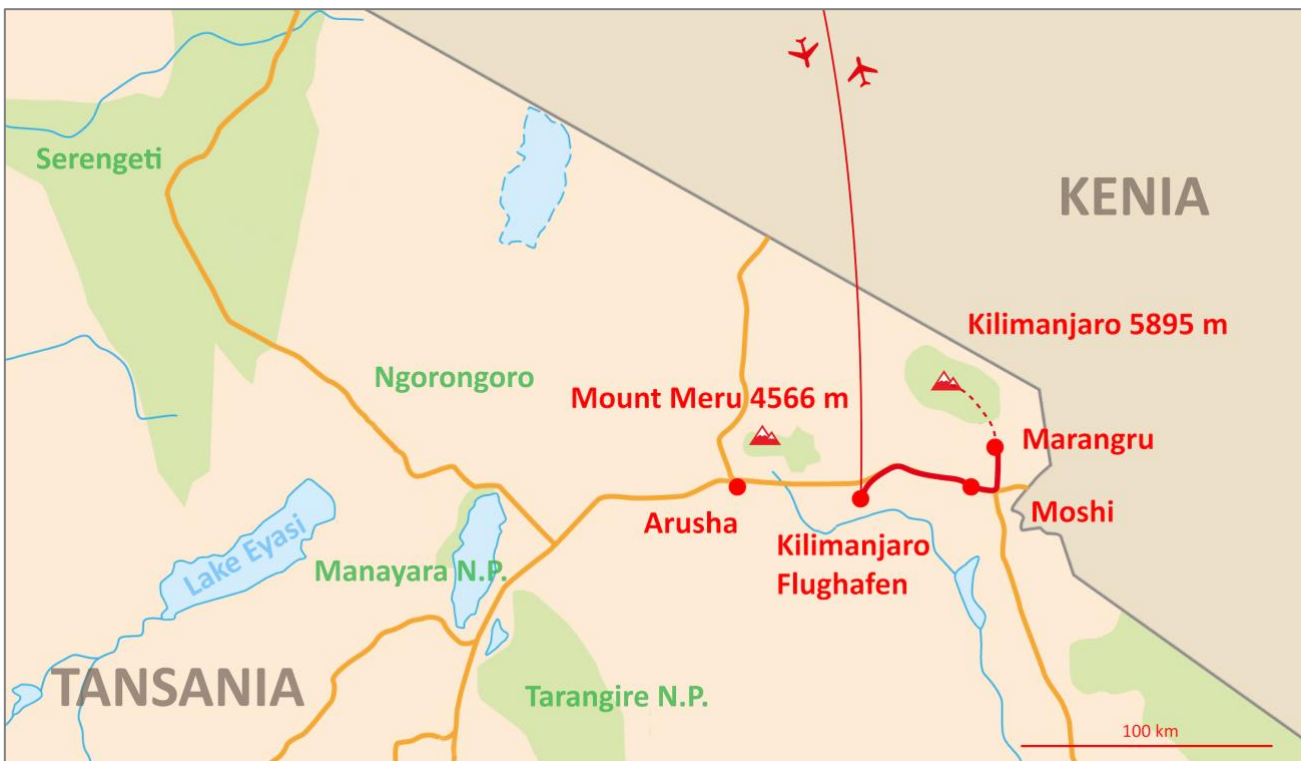 Serengeti
KENIA
Kilimanjaro 5895 m
Ngorongoro
Mount Meru 4566 m
Marangru
Arusha
Moshi
Kilimanjaro
Flughafen
Lake Eyasi
Manayara N.P.
TANSANIA
Tarangire N.P.
100 km